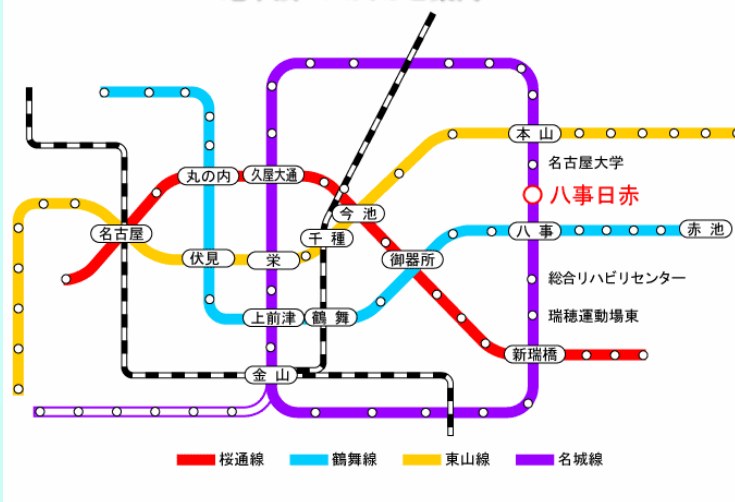 本山
名古屋大学
丸の内
久屋大通
八事日赤
今池
名古屋
千種
八事
赤池
伏見
栄
御器所
総合リハビリセンター
上前津
鶴舞
瑞穂運動場東
新瑞橋
金山
桜通線
鶴舞線
東山線
名城線